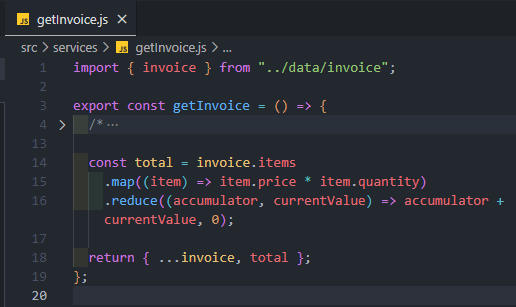 JS getInvoice.js ×
src > services > JS getInvoice.js > ...
1 import { invoice } from "../data/invoice";
2
3 export const getInvoice = () => {
4 > /* ...
13
14 const total = invoice.items
15 .map((item) => item.price * item.quantity)
16 .reduce((accumulator, currentValue) => accumulator +
currentValue, 0);
17
18 return { ...invoice, total };
19 };
20